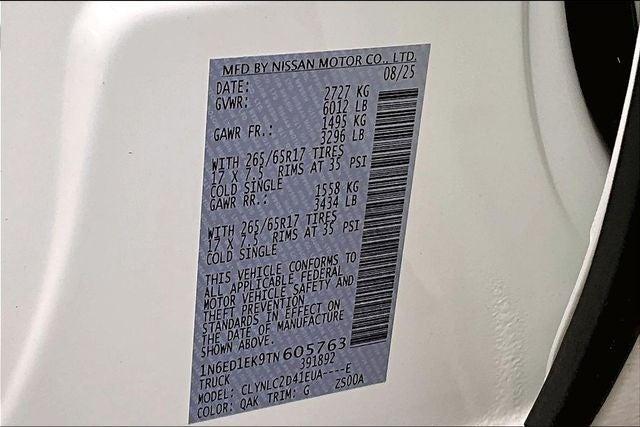 MFD BY NISSAN MOTOR CO., LTD.
DATE: 08/25
GVWR: 2727 KG
6012 LB
GAWR FR.: 1495 KG
3296 LB
WITH 265/65R17 TIRES
17 X 7.5 RIMS AT 35 PSI
COLD SINGLE
GAWR RR.: 1558 KG
3434 LB
WITH 265/65R17 TIRES
17 X 7.5 RIMS AT 35 PSI
COLD SINGLE
THIS VEHICLE CONFORMS TO
ALL APPLICABLE FEDERAL
MOTOR VEHICLE SAFETY AND
THEFT PREVENTION
STANDARDS IN EFFECT ON
THE DATE OF MANUFACTURE
SHOWN ABOVE.
1N6ED1EK9TN605763
TRUCK 391892
MODEL: CLYNLC2D41EUA----E
COLOR: QAK TRIM: G ZS00A